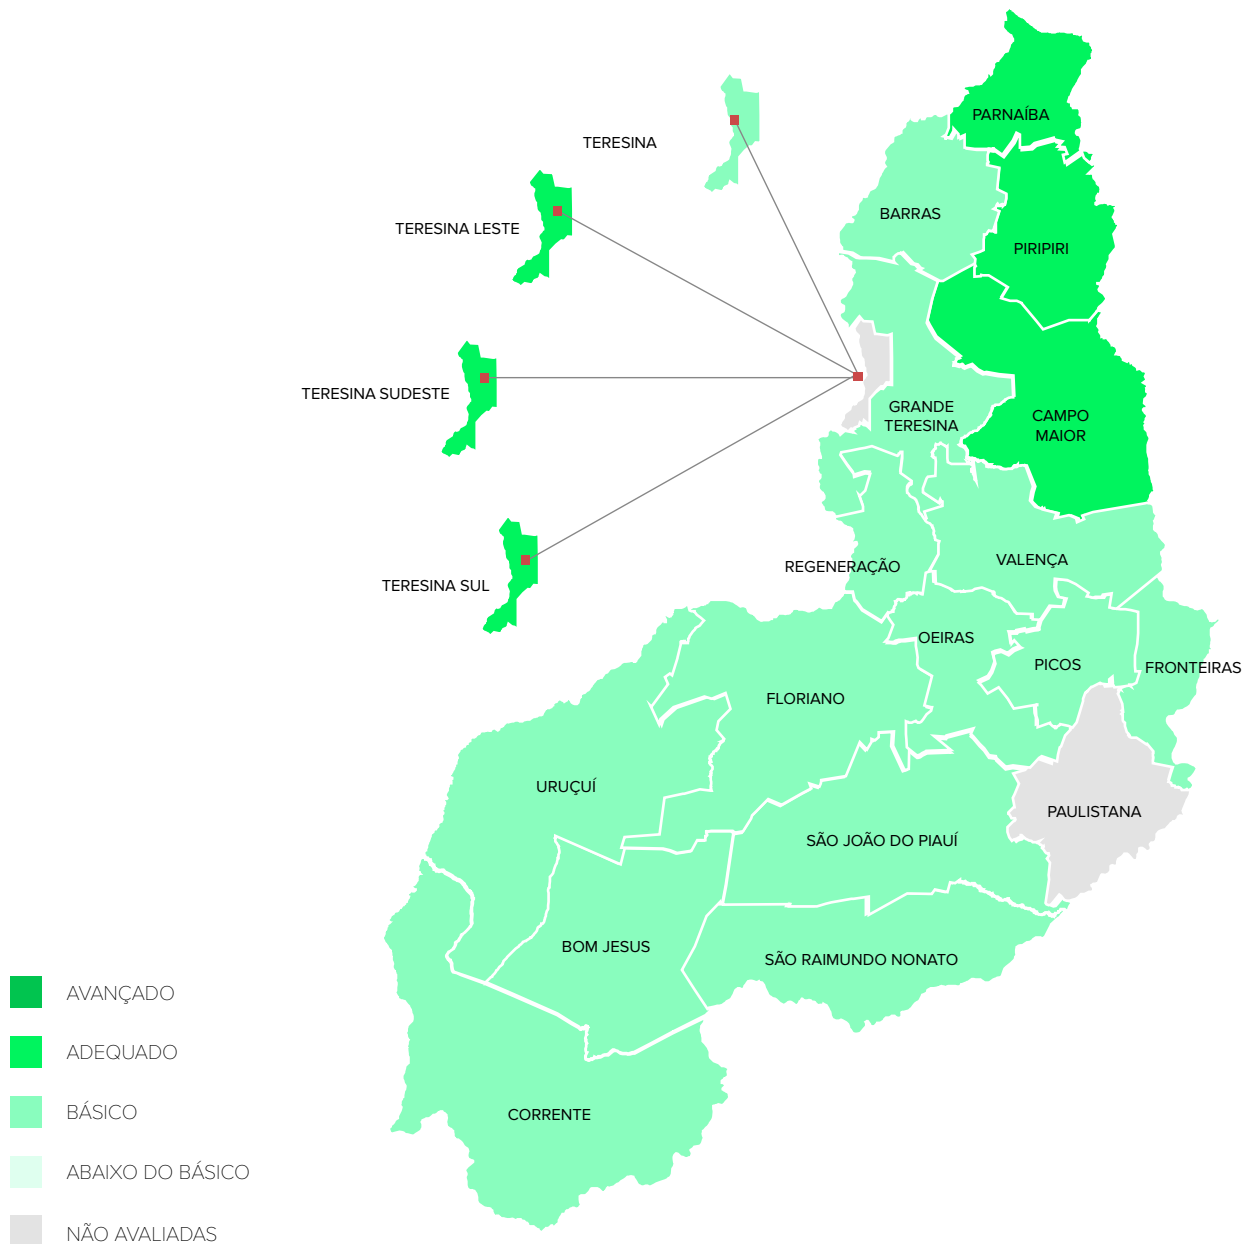 PARNAÍBA
TERESINA
BARRAS
TERESINA LESTE
PIRIPIRI
TERESINA SUDESTE
GRANDE
TERESINA
CAMPO
MAIOR
TERESINA SUL
REGENERAÇÃO
VALENÇA
OEIRAS
PICOS
FRONTEIRAS
FLORIANO
URUÇUÍ
PAULISTANA
SÃO JOÃO DO PIAUÍ
BOM JESUS
SÃO RAIMUNDO NONATO
CORRENTE
AVANÇADO
ADEQUADO
BÁSICO
ABAIXO DO BÁSICO
NÃO AVALIADAS